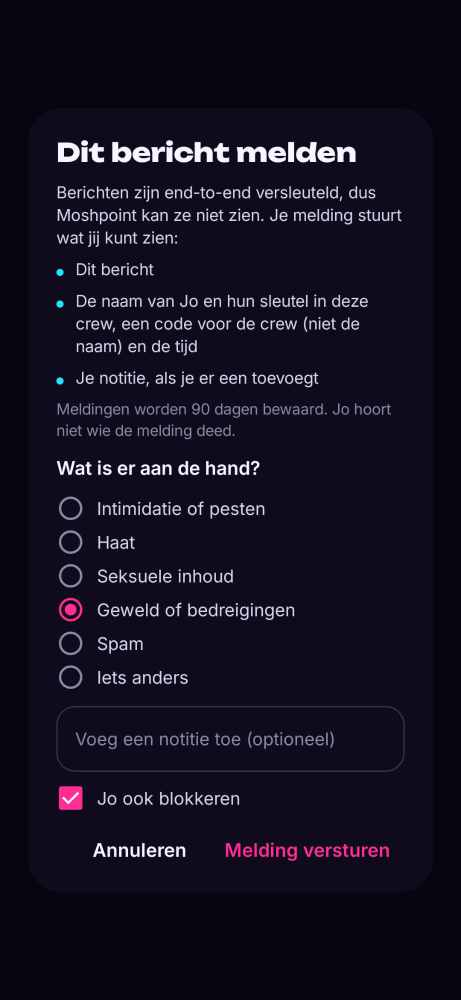 Dit bericht melden
Berichten zijn end-to-end versleuteld, dus
Moshpoint kan ze niet zien. Je melding stuurt
wat jij kunt zien:
Dit bericht
De naam van Jo en hun sleutel in deze
crew, een code voor de crew (niet de
naam) en de tijd
Je notitie, als je er een toevoegt
Meldingen worden 90 dagen bewaard. Jo hoort
niet wie de melding deed.
Wat is er aan de hand?
Intimidatie of pesten
Haat
Seksuele inhoud
Geweld of bedreigingen
Spam
Iets anders
Voeg een notitie toe (optioneel)
Jo ook blokkeren
Annuleren
Melding versturen